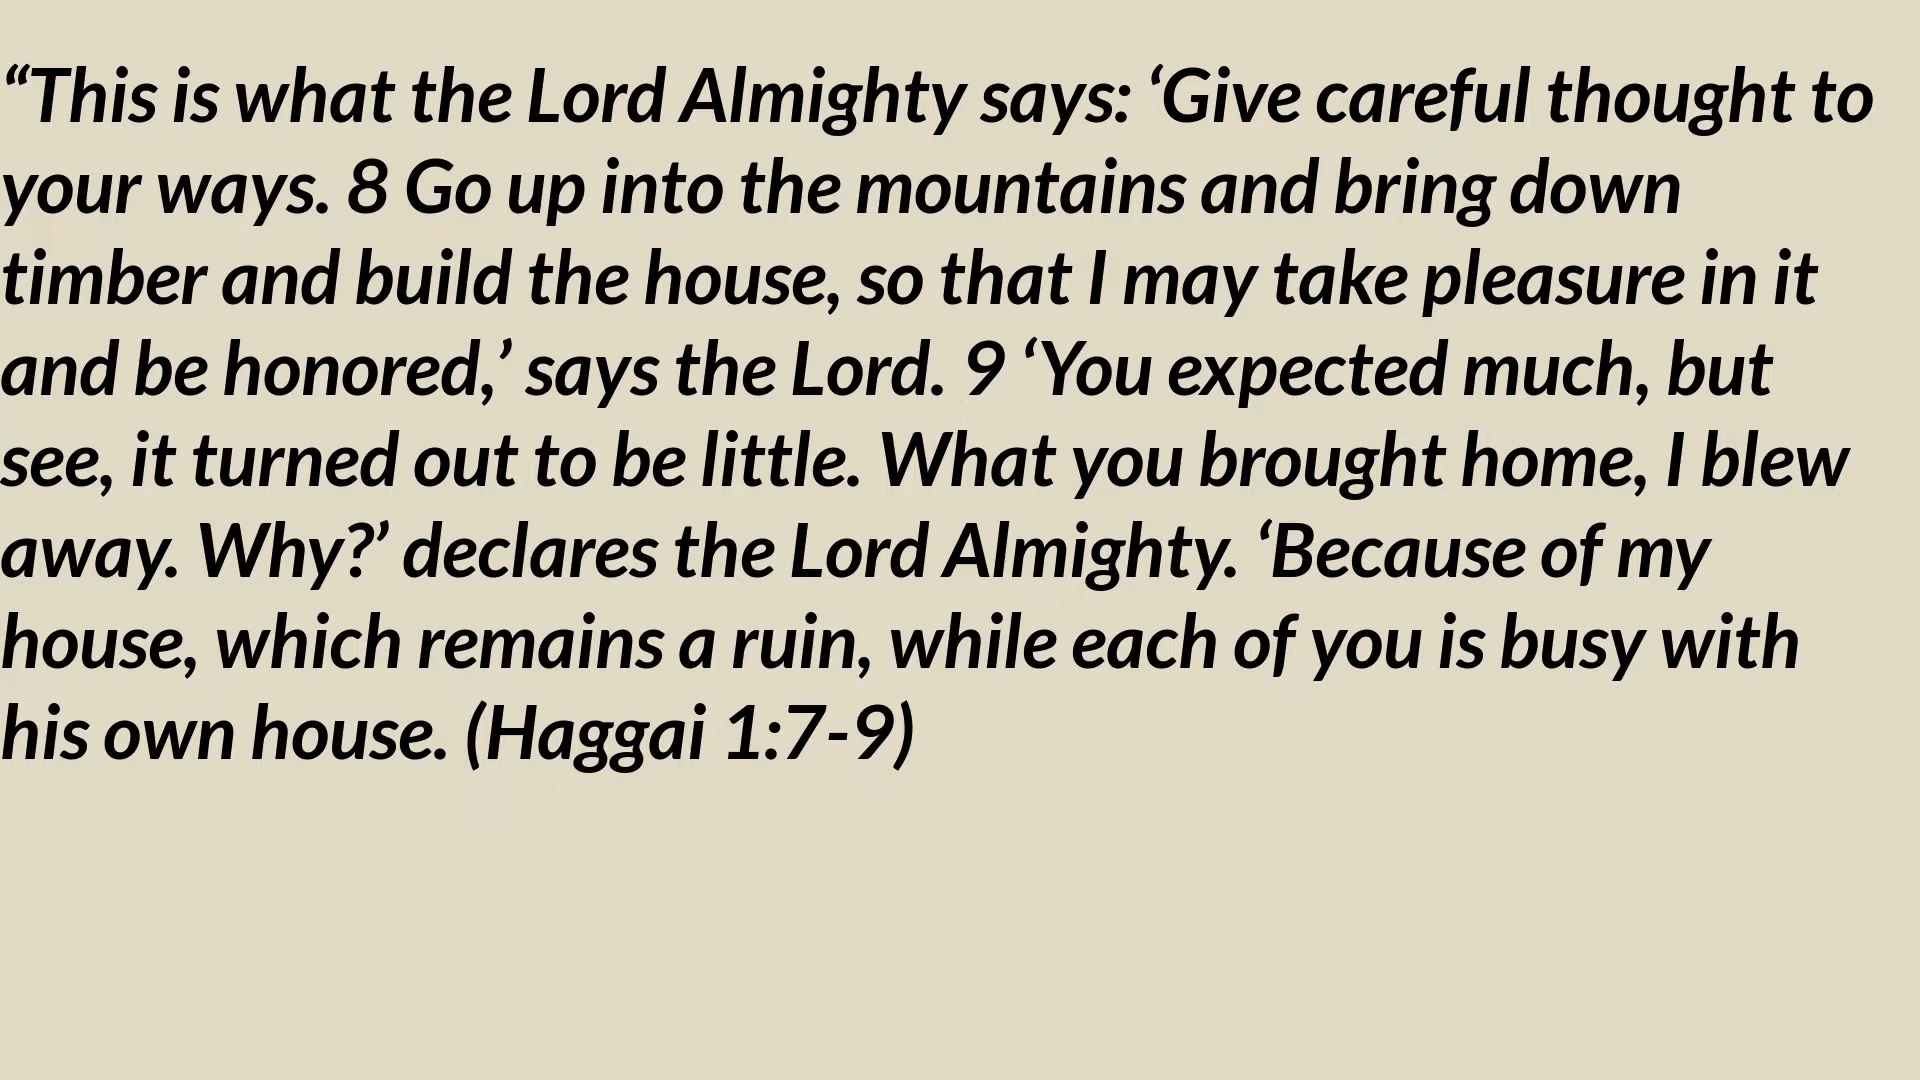 “This is what the Lord Almighty says: ‘Give careful thought to
your ways. 8 Go up into the mountains and bring down
timber and build the house, so that I may take pleasure in it
and be honored,’ says the Lord. 9 ‘You expected much, but
see, it turned out to be little. What you brought home, I blew
away. Why?’ declares the Lord Almighty. ‘Because of my
house, which remains a ruin, while each of you is busy with
his own house. (Haggai 1:7-9)